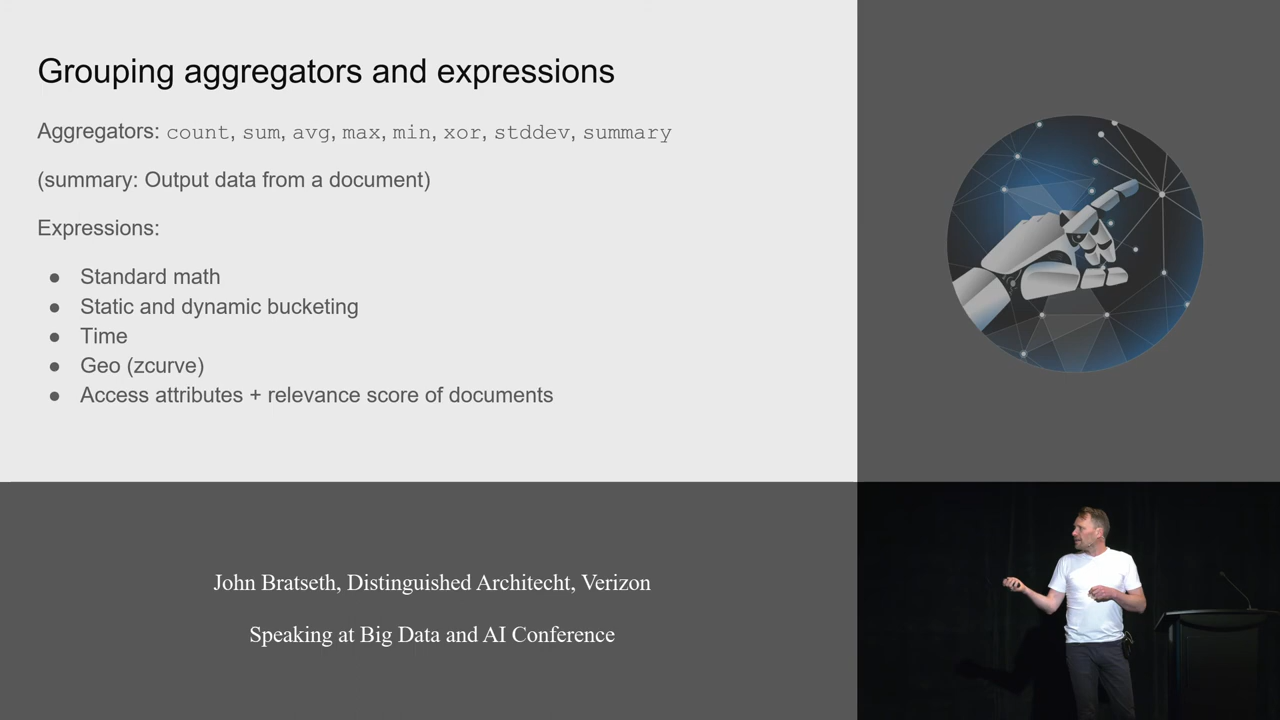 Grouping aggregators and expressions
Aggregators: count, sum, avg, max, min, xor, stddev, summary
(summary: Output data from a document)
Expressions:
● Standard math
● Static and dynamic bucketing
● Time
● Geo (zcurve)
● Access attributes + relevance score of documents
John Bratseth, Distinguished Architecht, Verizon
Speaking at Big Data and AI Conference